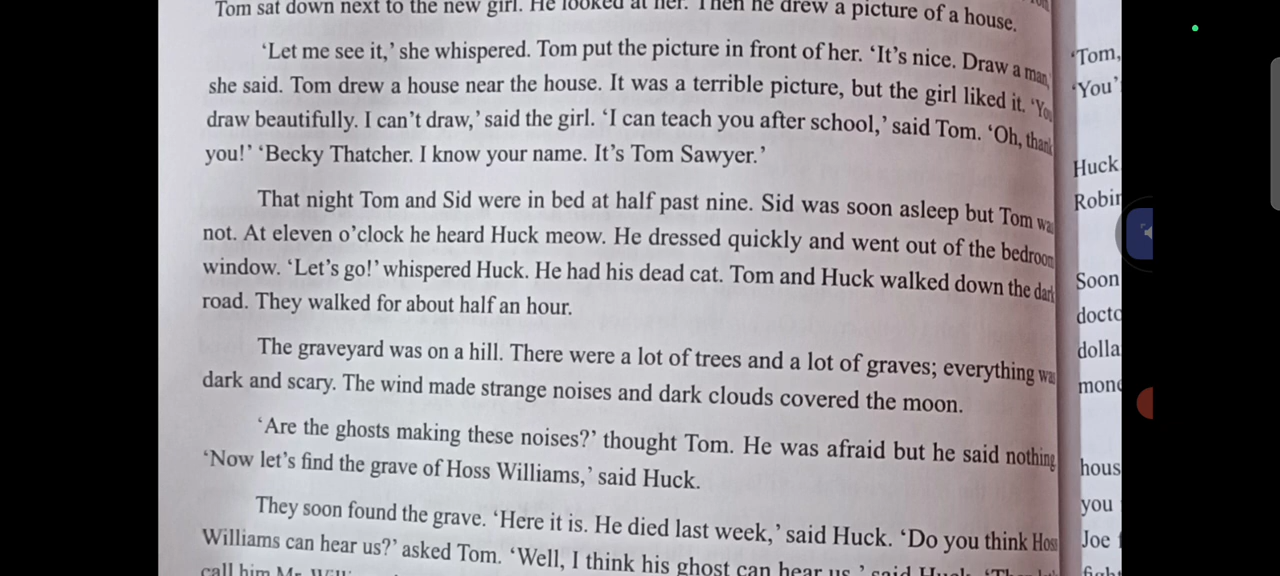 Tom sat down next to the new girl. He looked at her. Then he drew a picture of a house.
‘Let me see it,’ she whispered. Tom put the picture in front of her. ‘It’s nice. Draw a man,’
she said. Tom drew a house near the house. It was a terrible picture, but the girl liked it. ‘You
draw beautifully. I can’t draw,’ said the girl. ‘I can teach you after school,’ said Tom. ‘Oh, thank
you!’ ‘Becky Thatcher. I know your name. It’s Tom Sawyer.’
That night Tom and Sid were in bed at half past nine. Sid was soon asleep but Tom was
not. At eleven o’clock he heard Huck meow. He dressed quickly and went out of the bedroom
window. ‘Let’s go!’ whispered Huck. He had his dead cat. Tom and Huck walked down the dark
road. They walked for about half an hour.
The graveyard was on a hill. There were a lot of trees and a lot of graves; everything was
dark and scary. The wind made strange noises and dark clouds covered the moon.
‘Are the ghosts making these noises?’ thought Tom. He was afraid but he said nothing
‘Now let’s find the grave of Hoss Williams,’ said Huck.
They soon found the grave. ‘Here it is. He died last week,’ said Huck. ‘Do you think Hoss
Williams can hear us?’ asked Tom. ‘Well, I think his ghost can hear us,’ said Huck.
call him Mr.
‘Tom,
‘You’
Huck
Soon
you
Joe